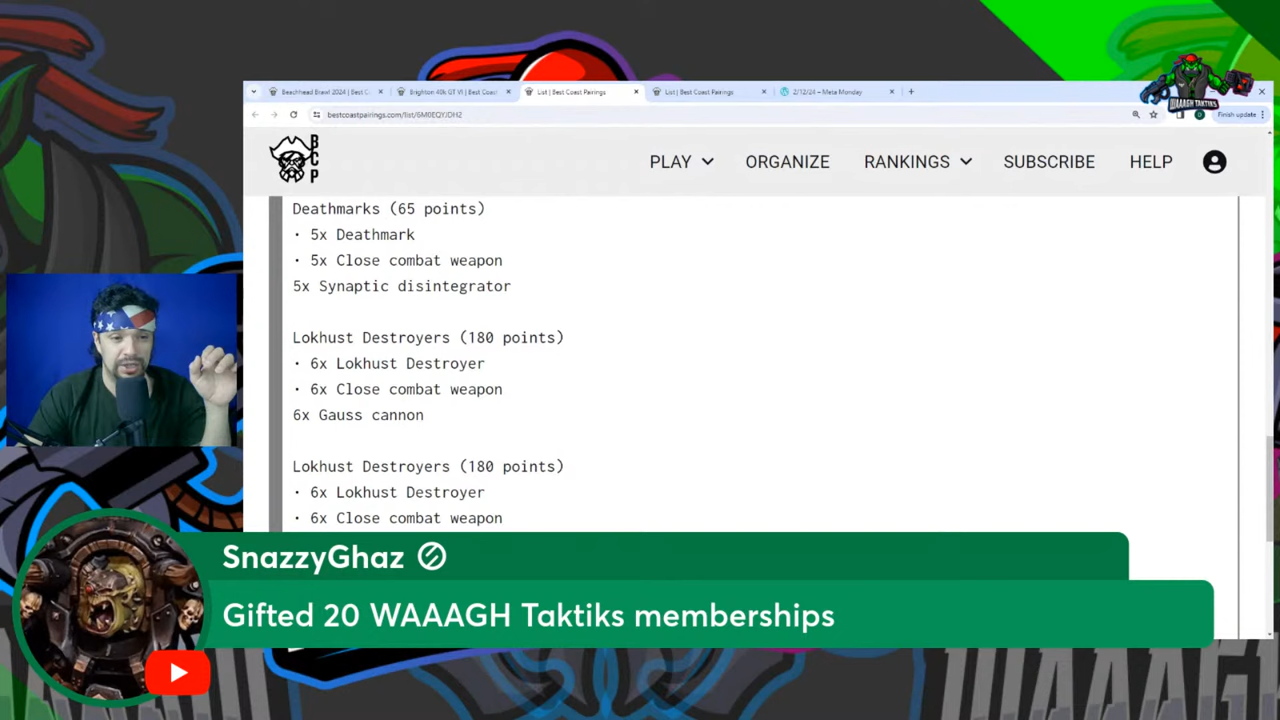 Beachhead Brawl 2024 | Best C
Brighton 40k GT VI | Best Coast
List | Best Coast Pairings
List | Best Coast Pairings
2/12/24 – Meta Monday
WAAAGH TAKTIKS
bestcoastpairings.com/list/6M0EQYJDH2
Finish update
BCP
PLAY
ORGANIZE
RANKINGS
SUBSCRIBE
HELP
Deathmarks (65 points)
• 5x Deathmark
• 5x Close combat weapon
5x Synaptic disintegrator
Lokhust Destroyers (180 points)
• 6x Lokhust Destroyer
• 6x Close combat weapon
6x Gauss cannon
Lokhust Destroyers (180 points)
• 6x Lokhust Destroyer
• 6x Close combat weapon
SnazzyGhaz
Gifted 20 WAAAGH Taktiks memberships